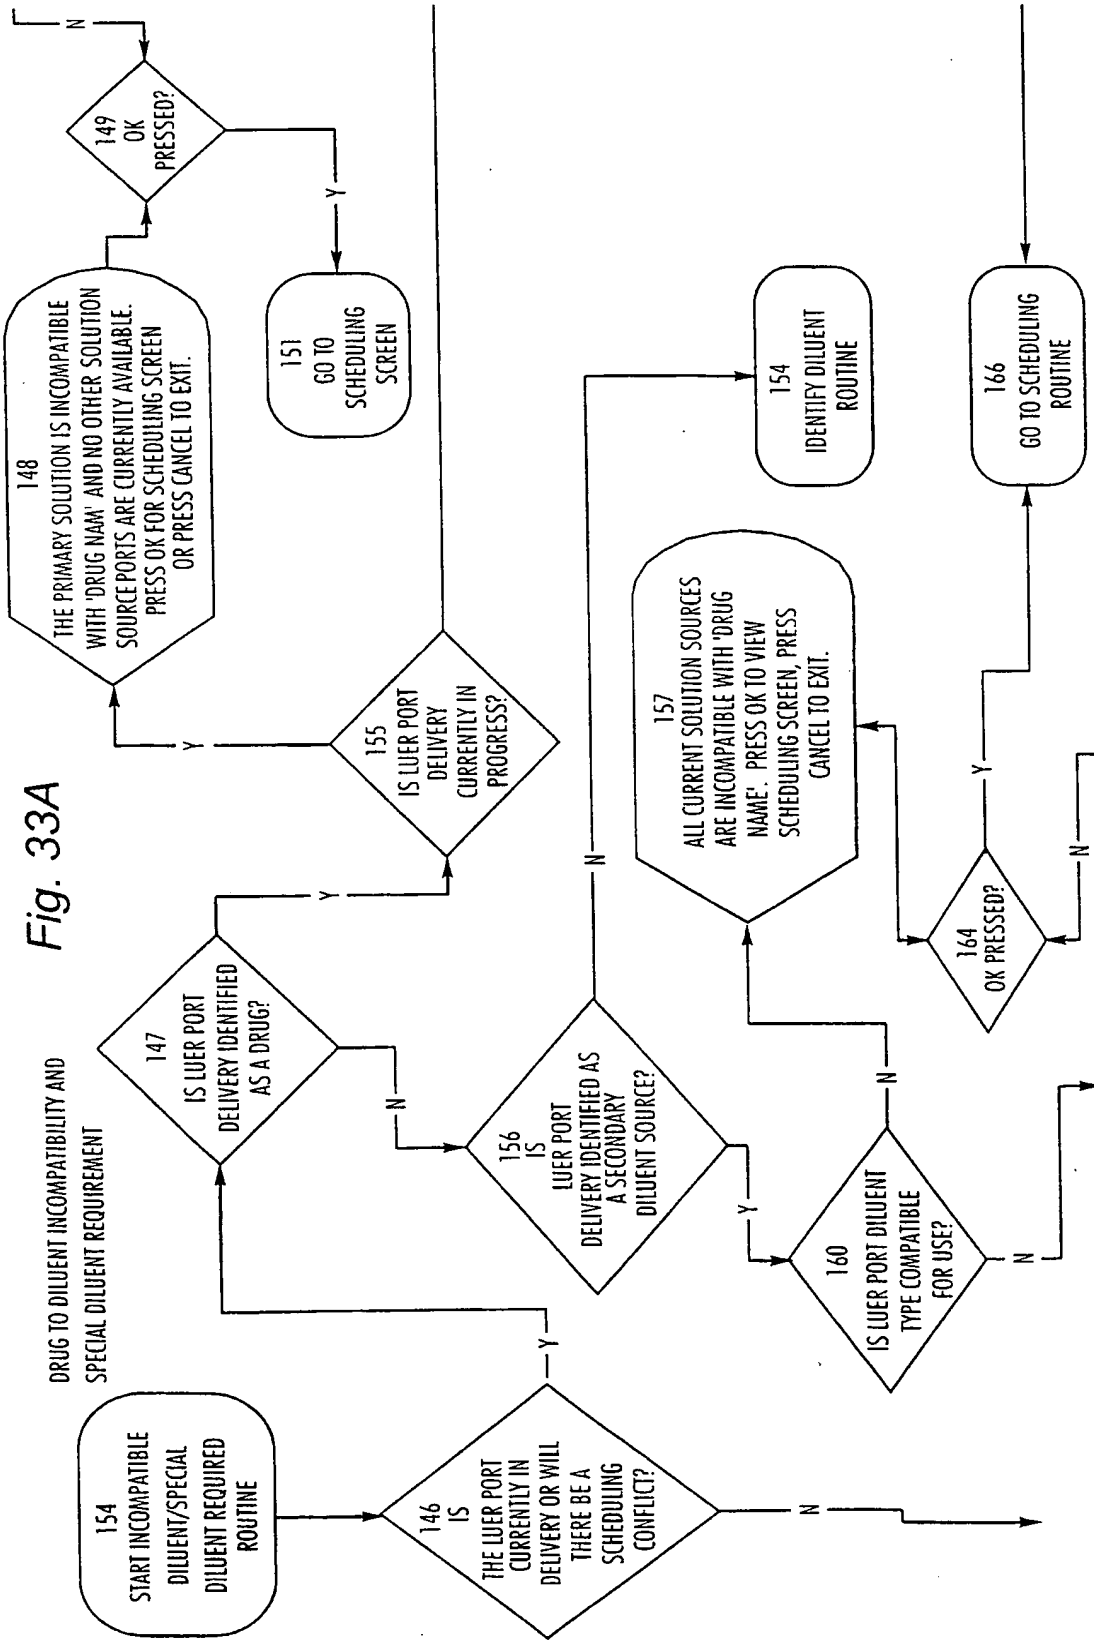 Fig. 33A
DRUG TO DILUENT INCOMPATIBILITY AND
SPECIAL DILUENT REQUIREMENT
154
START INCOMPATIBLE
DILUENT/SPECIAL
DILUENT REQUIRED
ROUTINE
146
IS
THE LUER PORT
CURRENTLY IN
DELIVERY OR WILL
THERE BE A
SCHEDULING
CONFLICT?
Y
N
147
IS LUER PORT
DELIVERY IDENTIFIED
AS A DRUG?
Y
N
155
IS LUER PORT
DELIVERY
CURRENTLY IN
PROGRESS?
Y
148
THE PRIMARY SOLUTION IS INCOMPATIBLE
WITH 'DRUG NAM' AND NO OTHER SOLUTION
SOURCE PORTS ARE CURRENTLY AVAILABLE.
PRESS OK FOR SCHEDULING SCREEN
OR PRESS CANCEL TO EXIT.
149
OK
PRESSED?
N
Y
151
GO TO
SCHEDULING
SCREEN
156
IS
LUER PORT
DELIVERY IDENTIFIED AS
A SECONDARY
DILUENT SOURCE?
N
Y
154
IDENTIFY DILUENT
ROUTINE
160
IS LUER PORT DILUENT
TYPE COMPATIBLE
FOR USE?
N
N
157
ALL CURRENT SOLUTION SOURCES
ARE INCOMPATIBLE WITH 'DRUG
NAME'. PRESS OK TO VIEW
SCHEDULING SCREEN, PRESS
CANCEL TO EXIT.
164
OK PRESSED?
Y
N
166
GO TO SCHEDULING
ROUTINE